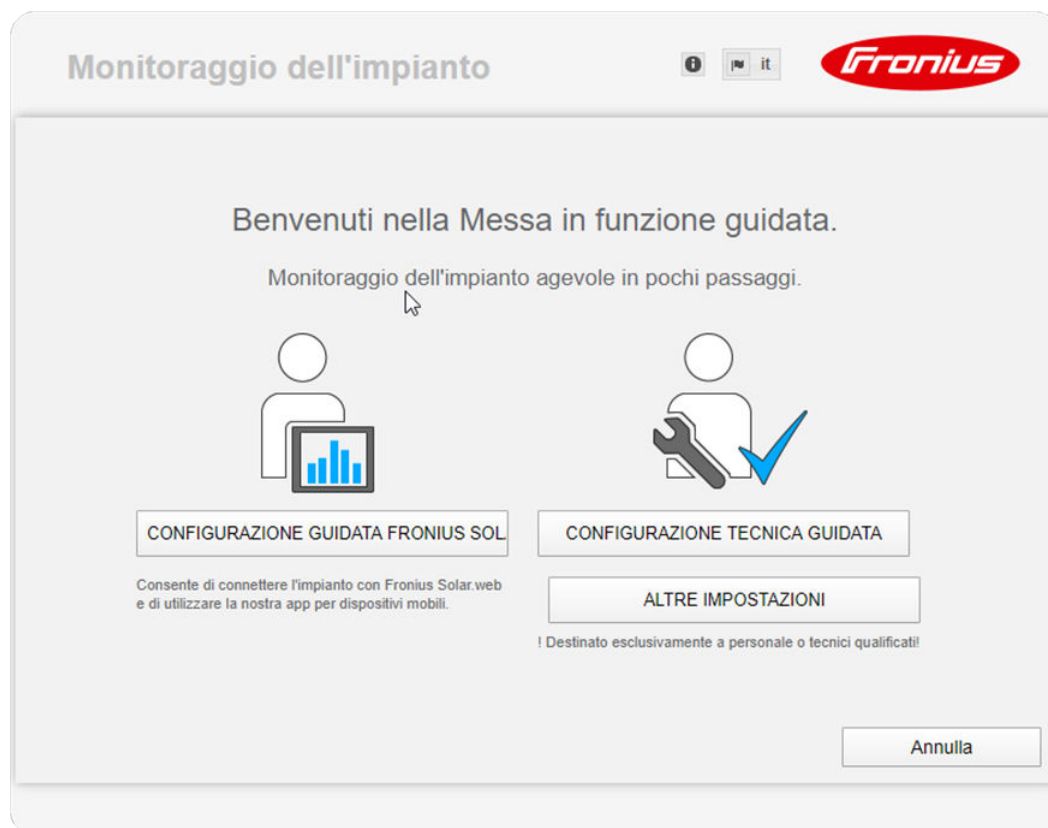 Monitoraggio dell'impianto
it
Fronius
Benvenuti nella Messa in funzione guidata.
Monitoraggio dell'impianto agevole in pochi passaggi.
CONFIGURAZIONE GUIDATA FRONIUS SOL
CONFIGURAZIONE TECNICA GUIDATA
Consente di connettere l'impianto con Fronius Solar.web
e di utilizzare la nostra app per dispositivi mobili.
ALTRE IMPOSTAZIONI
! Destinato esclusivamente a personale o tecnici qualificati!
Annulla